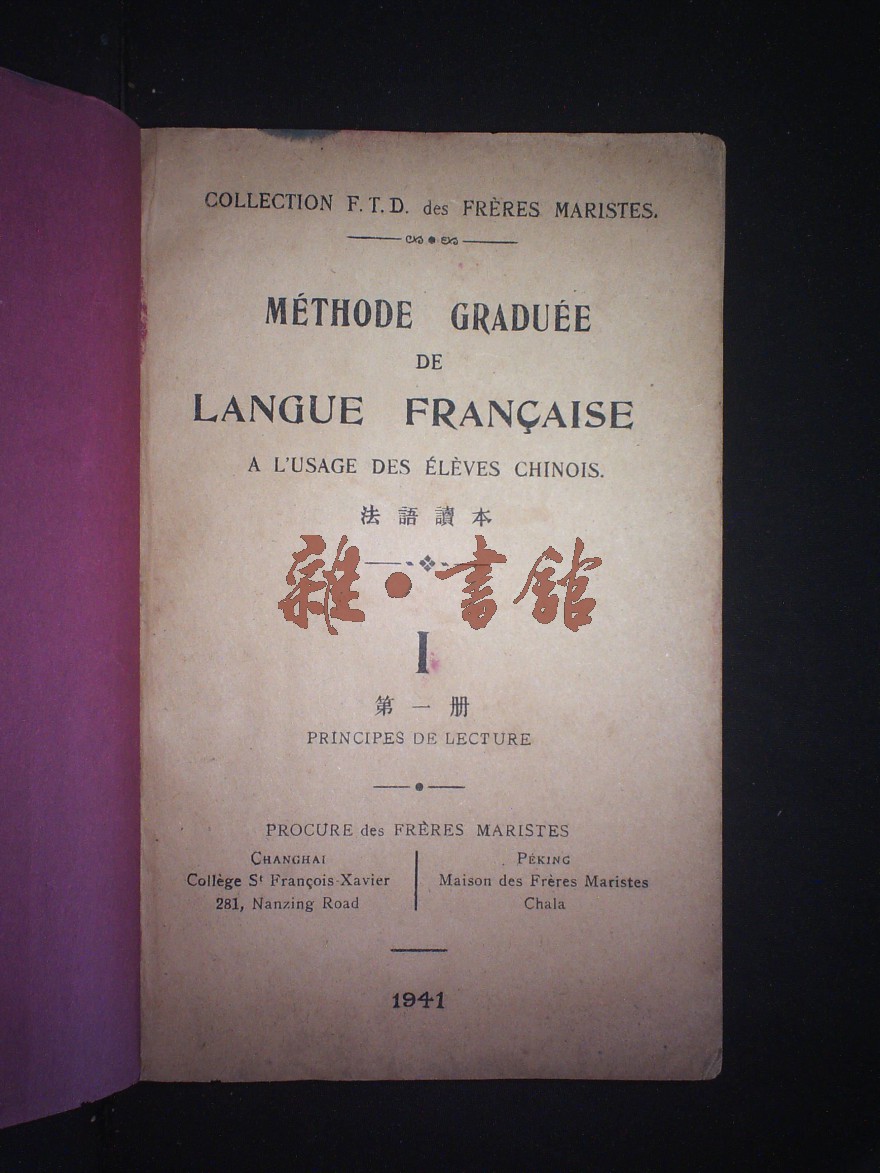 COLLECTION F. T. D. des FRÈRES MARISTES.
MÉTHODE GRADUÉE
DE
LANGUE FRANÇAISE
A L'USAGE DES ÉLÈVES CHINOIS.
法語讀本
雜·書館
I
第一册
PRINCIPES DE LECTURE
PROCURE des FRÈRES MARISTES
CHANGHAI
Collège St François-Xavier
281, Nanzing Road
PÉKING
Maison des Frères Maristes
Chala
1941